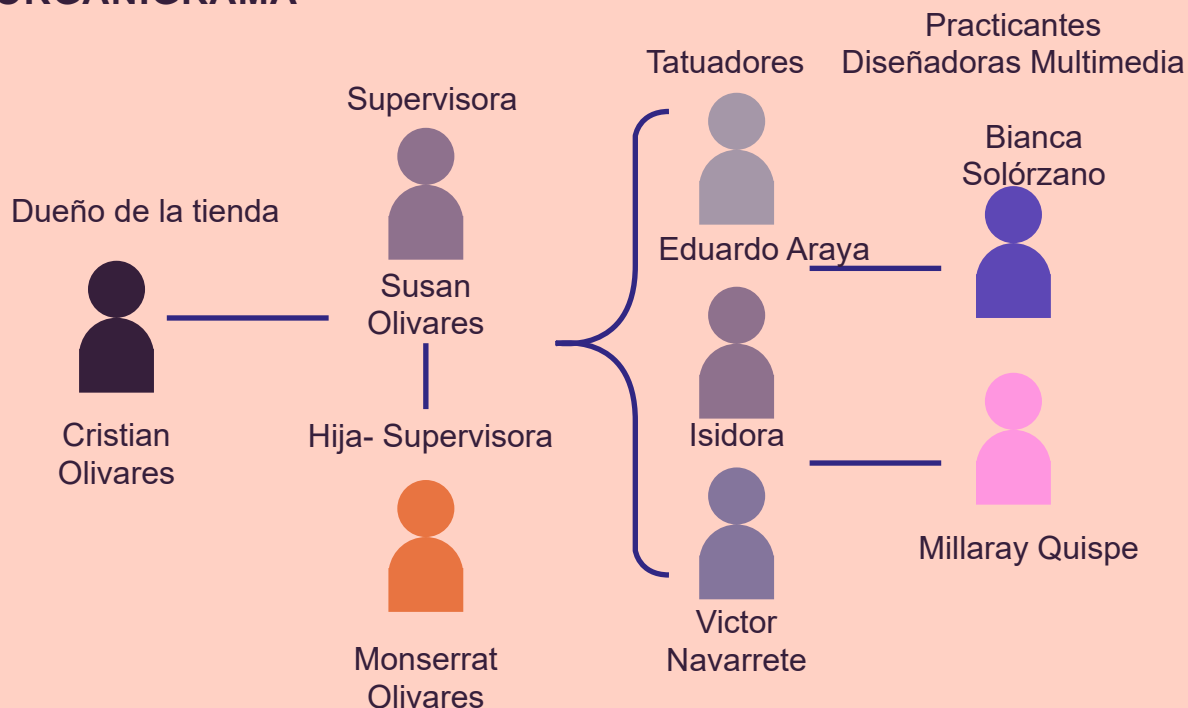 ORGANIGRAMA
Dueño de la tienda
Cristian
Olivares
Supervisora
Susan
Olivares
Hija- Supervisora
Monserrat
Olivares
Tatuadores
Eduardo Araya
Isidora
Victor
Navarrete
Practicantes
Diseñadoras Multimedia
Bianca
Solórzano
Millaray Quispe